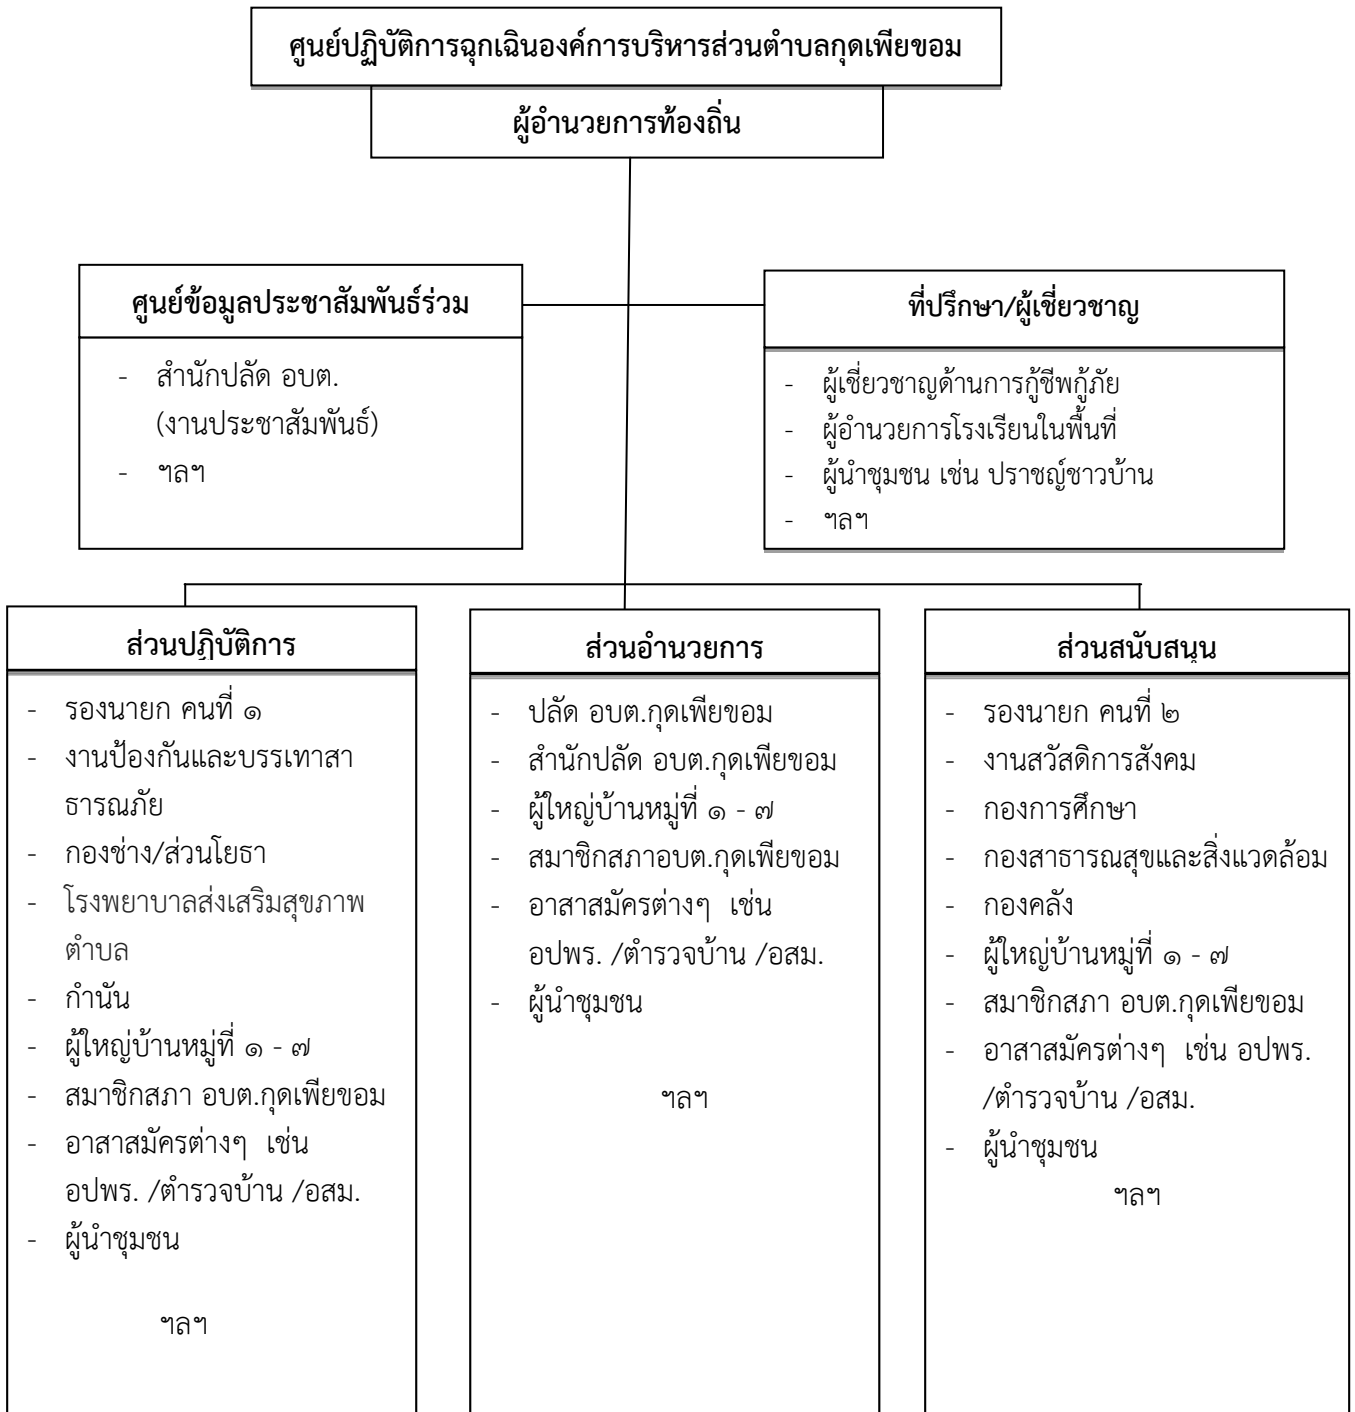 ศูนย์ปฏิบัติการฉุกเฉินองค์การบริหารส่วนตำบลกุดเพียขอม
ผู้อำนวยการท้องถิ่น
ศูนย์ข้อมูลประชาสัมพันธ์ร่วม
- สำนักปลัด อบต.
(งานประชาสัมพันธ์)
- ฯลฯ
ที่ปรึกษา/ผู้เชี่ยวชาญ
- ผู้เชี่ยวชาญด้านการกู้ชีพกู้ภัย
- ผู้อำนวยการโรงเรียนในพื้นที่
- ผู้นำชุมชน เช่น ปราชญ์ชาวบ้าน
- ฯลฯ
ส่วนปฏิบัติการ
- รองนายก คนที่ ๑
- งานป้องกันและบรรเทาสา
ธารณภัย
- กองช่าง/ส่วนโยธา
- โรงพยาบาลส่งเสริมสุขภาพ
ตำบล
- กำนัน
- ผู้ใหญ่บ้านหมู่ที่ ๑ - ๗
- สมาชิกสภา อบต.กุดเพียขอม
- อาสาสมัครต่างๆ เช่น
อปพร. /ตำรวจบ้าน /อสม.
- ผู้นำชุมชน
ฯลฯ
ส่วนอำนวยการ
- ปลัด อบต.กุดเพียขอม
- สำนักปลัด อบต.กุดเพียขอม
- ผู้ใหญ่บ้านหมู่ที่ ๑ - ๗
- สมาชิกสภาอบต.กุดเพียขอม
- อาสาสมัครต่างๆ เช่น
อปพร. /ตำรวจบ้าน /อสม.
- ผู้นำชุมชน
ฯลฯ
ส่วนสนับสนุน
- รองนายก คนที่ ๒
- งานสวัสดิการสังคม
- กองการศึกษา
- กองสาธารณสุขและสิ่งแวดล้อม
- กองคลัง
- ผู้ใหญ่บ้านหมู่ที่ ๑ - ๗
- สมาชิกสภา อบต.กุดเพียขอม
- อาสาสมัครต่างๆ เช่น อปพร.
/ตำรวจบ้าน /อสม.
- ผู้นำชุมชน
ฯลฯ